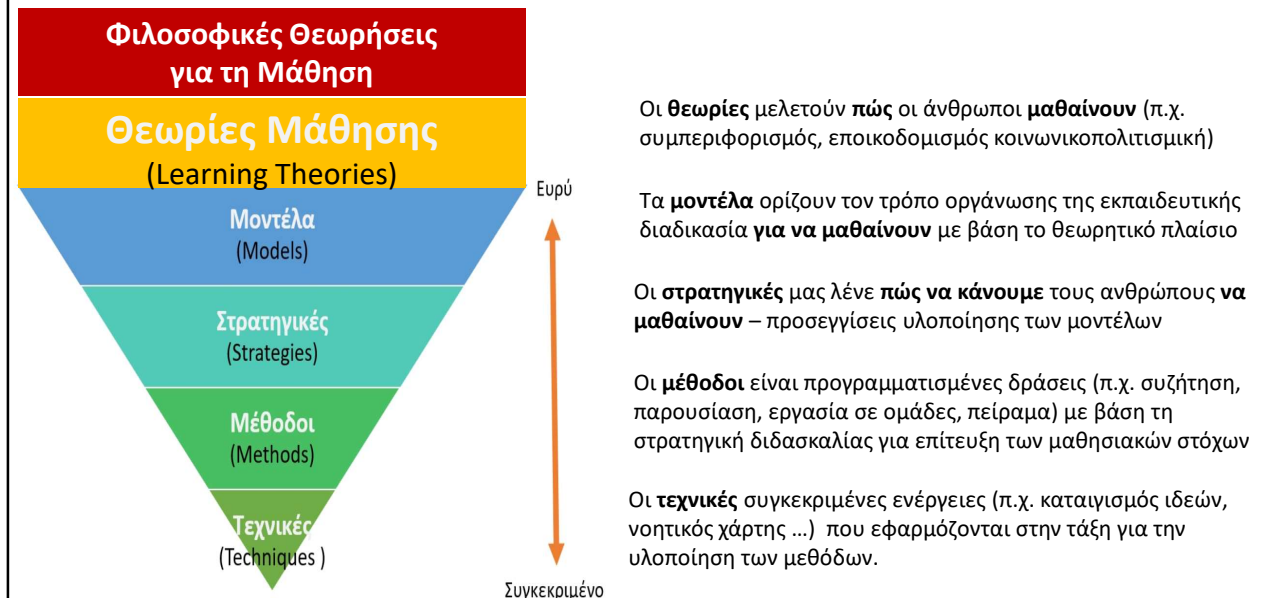 Φιλοσοφικές Θεωρήσεις
για τη Μάθηση
Θεωρίες Μάθησης
(Learning Theories)
Μοντέλα
(Models)
Στρατηγικές
(Strategies)
Μέθοδοι
(Methods)
Τεχνικές
(Techniques )
Ευρύ
Συγκεκριμένο
Οι θεωρίες μελετούν πώς οι άνθρωποι μαθαίνουν (π.χ.
συμπεριφορισμός, εποικοδομισμός κοινωνικοπολιτισμική)
Τα μοντέλα ορίζουν τον τρόπο οργάνωσης της εκπαιδευτικής
διαδικασία για να μαθαίνουν με βάση το θεωρητικό πλαίσιο
Οι στρατηγικές μας λένε πώς να κάνουμε τους ανθρώπους να
μαθαίνουν – προσεγγίσεις υλοποίησης των μοντέλων
Οι μέθοδοι είναι προγραμματισμένες δράσεις (π.χ. συζήτηση,
παρουσίαση, εργασία σε ομάδες, πείραμα) με βάση τη
στρατηγική διδασκαλίας για επίτευξη των μαθησιακών στόχων
Οι τεχνικές συγκεκριμένες ενέργειες (π.χ. καταιγισμός ιδεών,
νοητικός χάρτης …) που εφαρμόζονται στην τάξη για την
υλοποίηση των μεθόδων.